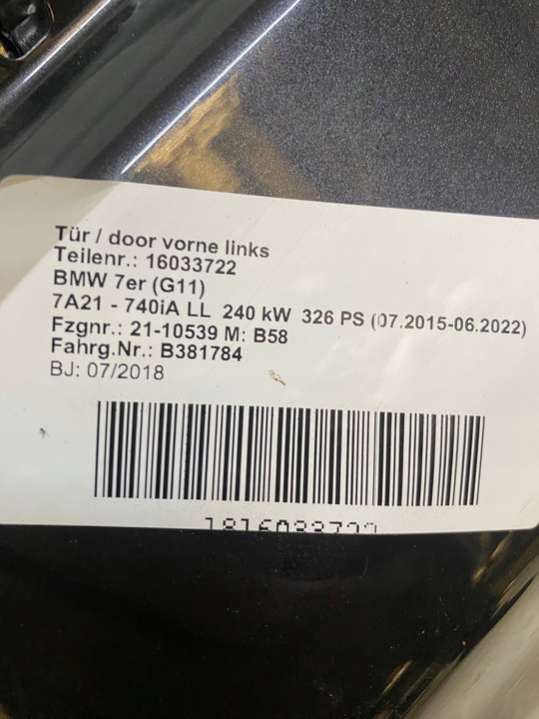 Tür / door vorne links
Teilenr.: 16033722
BMW 7er (G11)
7A21 - 740iA LL 240 kW 326 PS (07.2015-06.2022)
Fzgnr.: 21-10539 M: B58
Fahrg.Nr.: B381784
BJ: 07/2018